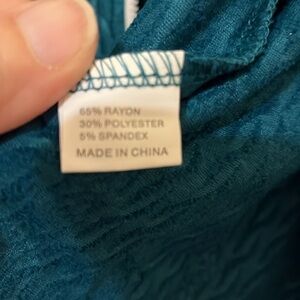 65% RAYON
30% POLYESTER
5% SPANDEX
MADE IN CHINA